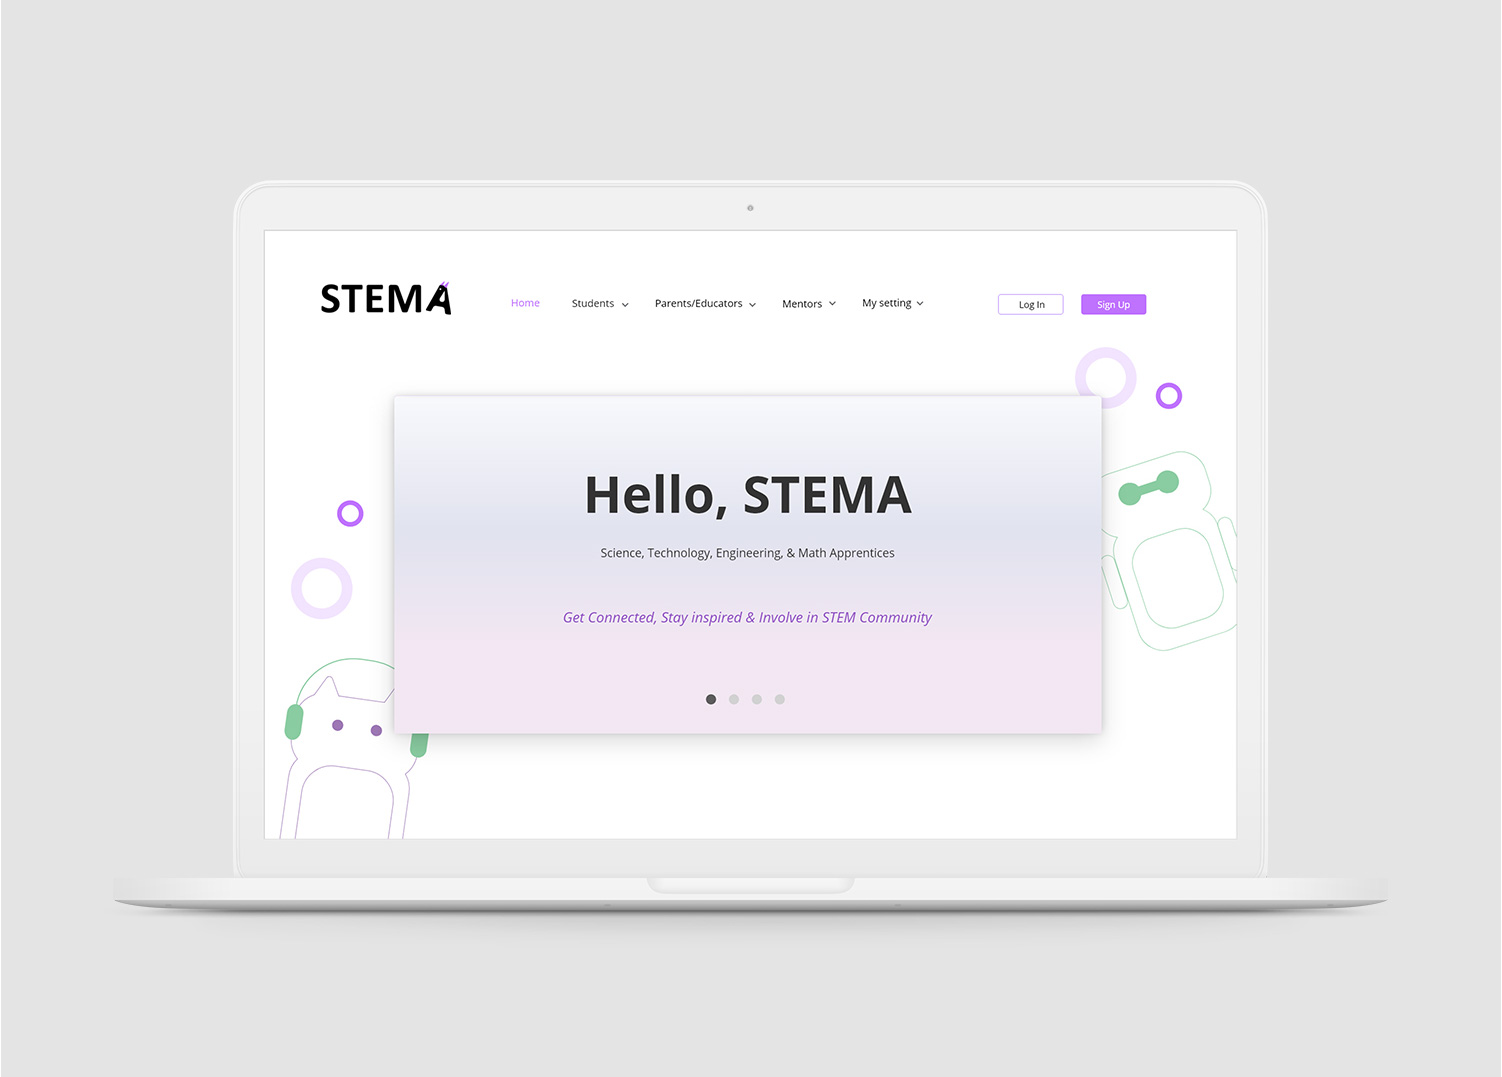 STEMA
Home Students Parents/Educators Mentors My setting Log In Sign Up
Hello, STEMA
Science, Technology, Engineering, & Math Apprentices
Get Connected, Stay inspired & Involve in STEM Community